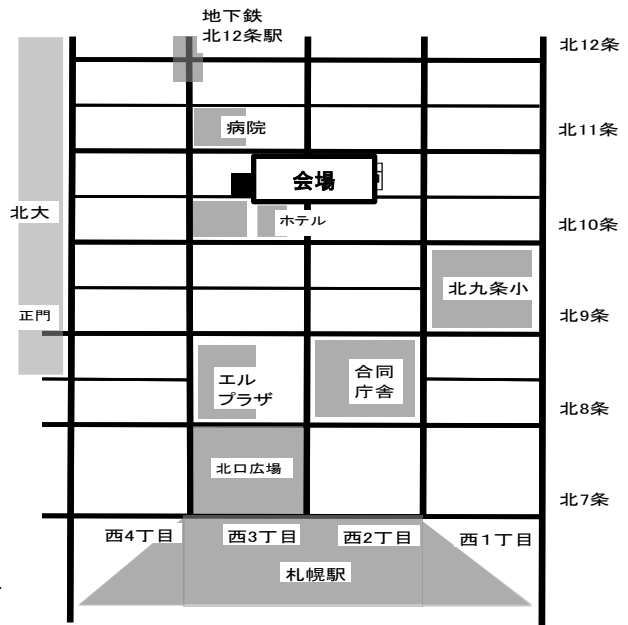 地下鉄
北12条駅
北12条
病院
北11条
会場
北大
ホテル
北10条
北九条小
正門
北9条
エル
プラザ
合同
庁舎
北8条
北口広場
北7条
西4丁目
西3丁目
西2丁目
西1丁目
札幌駅